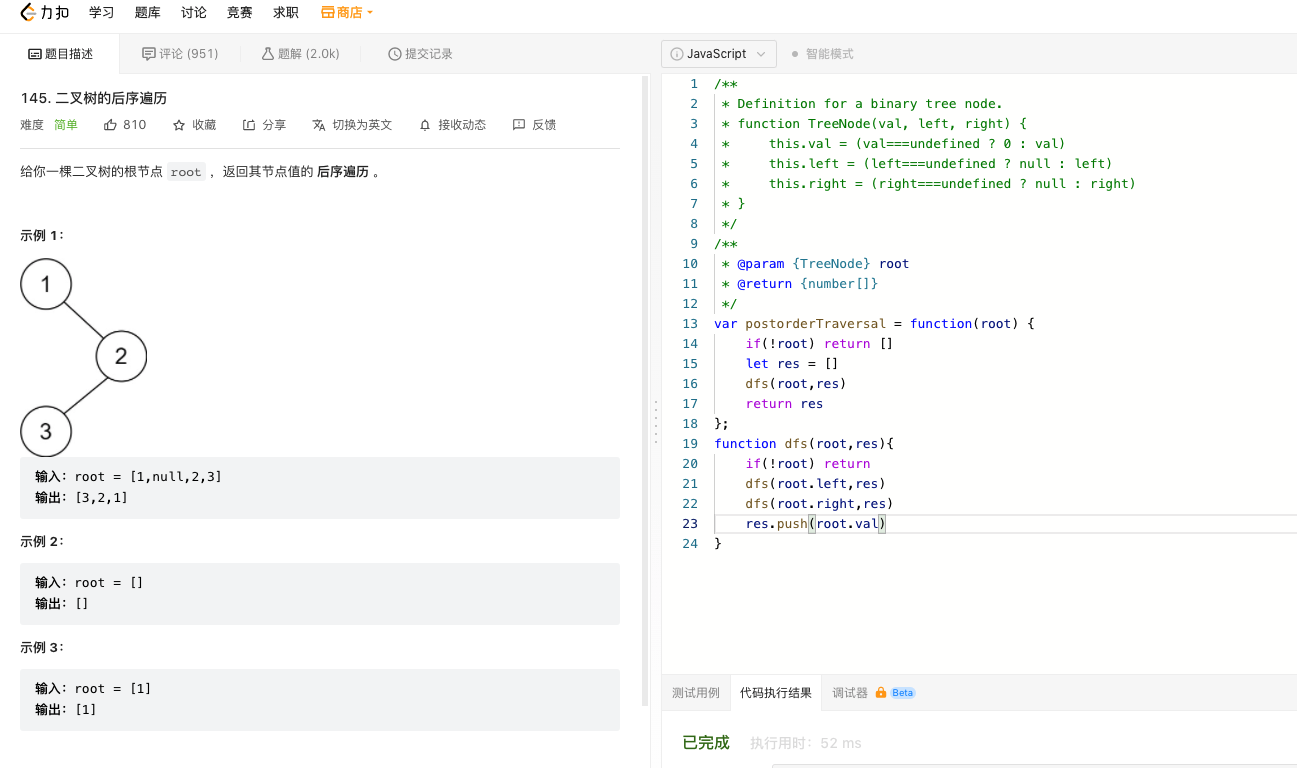 力扣 学习 题库 讨论 竞赛 求职 商店
题目描述 评论 (951) 题解 (2.0k) 提交记录
145. 二叉树的后序遍历
难度 简单 810 收藏 分享 切换为英文 接收动态 反馈
给你一棵二叉树的根节点 root ，返回其节点值的 后序遍历 。
示例 1：
1
2
3
输入：root = [1,null,2,3]
输出：[3,2,1]
示例 2：
输入：root = []
输出：[]
示例 3：
输入：root = [1]
输出：[1]
JavaScript 智能模式
1 /**
2  * Definition for a binary tree node.
3  * function TreeNode(val, left, right) {
4  *     this.val = (val===undefined ? 0 : val)
5  *     this.left = (left===undefined ? null : left)
6  *     this.right = (right===undefined ? null : right)
7  * }
8  */
9 /**
10  * @param {TreeNode} root
11  * @return {number[]}
12  */
13 var postorderTraversal = function(root) {
14     if(!root) return []
15     let res = []
16     dfs(root,res)
17     return res
18 };
19 function dfs(root,res){
20     if(!root) return
21     dfs(root.left,res)
22     dfs(root.right,res)
23     res.push(root.val)
24 }
测试用例 代码执行结果 调试器 Beta
已完成 执行用时：52 ms